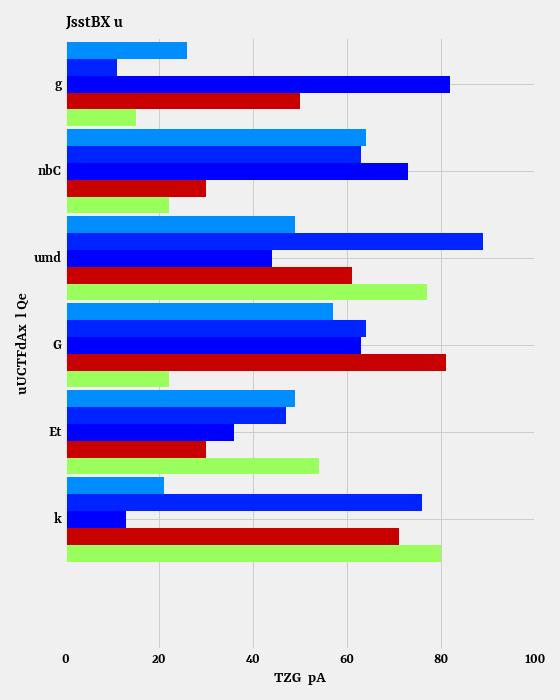 JsstBX u
g
nbC
umd
G
Et
k
uUCTFdAx l Qe
0 20 40 60 80 100
TZG pA